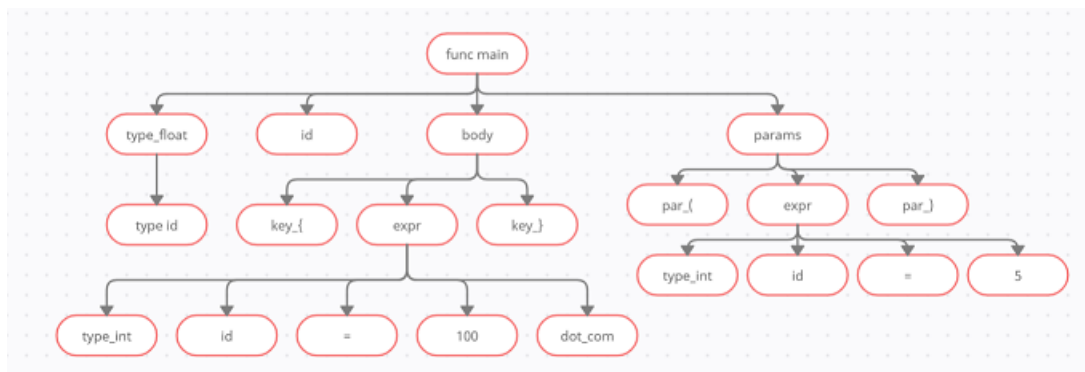 func main
type_float
id
body
params
type id
key_{
expr
key_}
par_(
expr
par_}
type_int
id
=
5
type_int
id
=
100
dot_com